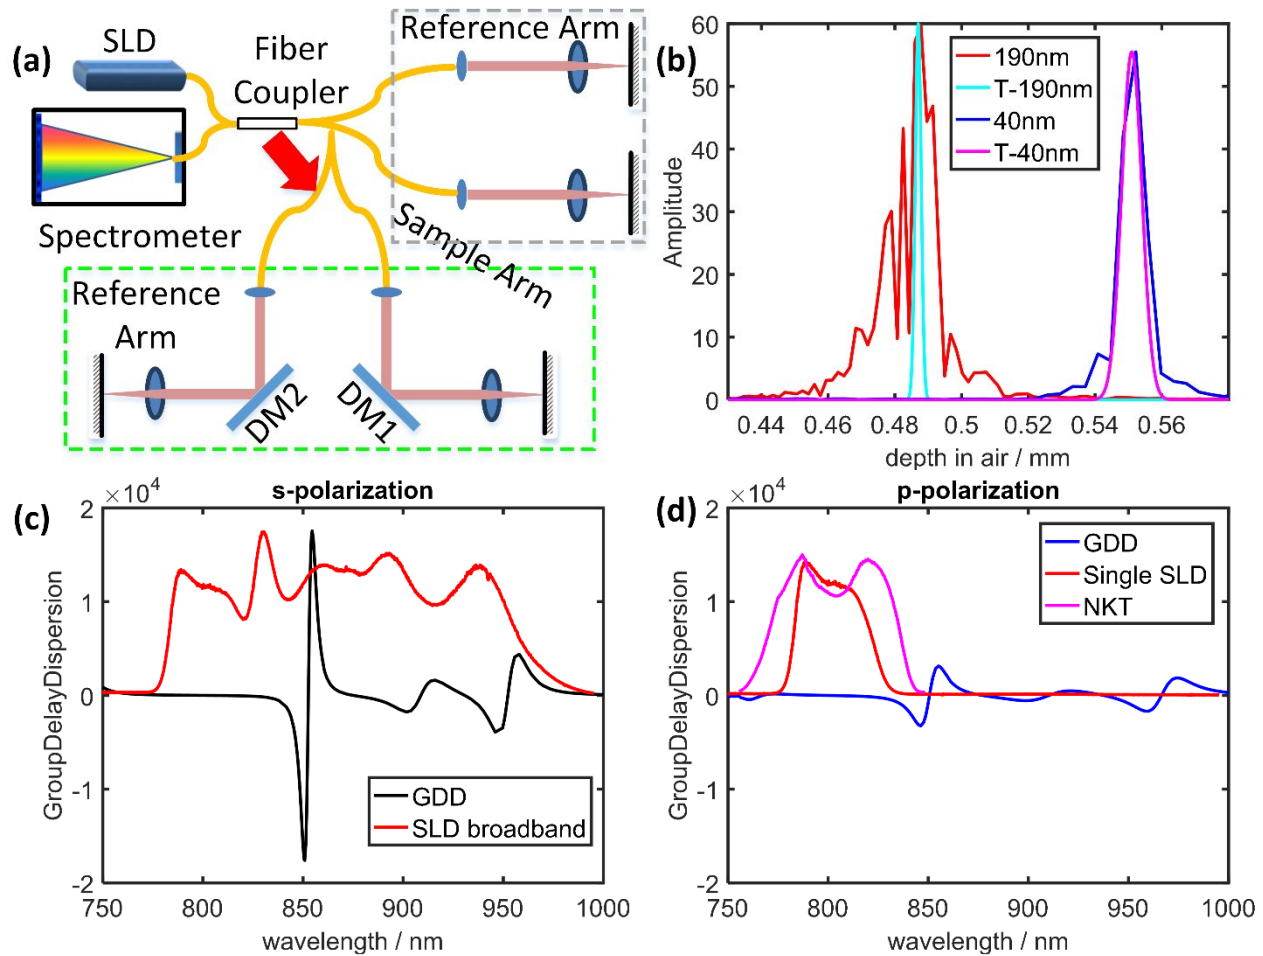 (a)
SLD
Fiber
Coupler
Reference Arm
Spectrometer
Sample Arm
Reference
Arm
DM2
DM1
(b)
60
50
40
30
20
10
0
Amplitude
190nm
T-190nm
40nm
T-40nm
0.44
0.46
0.48
0.5
0.52
0.54
0.56
depth in air / mm
(c)
×10⁴
s-polarization
2
1
0
-1
-2
GroupDelayDispersion
GDD
SLD broadband
750
800
850
900
950
1000
wavelength / nm
(d)
×10⁴
p-polarization
2
1
0
-1
-2
GroupDelayDispersion
GDD
Single SLD
NKT
750
800
850
900
950
1000
wavelength / nm